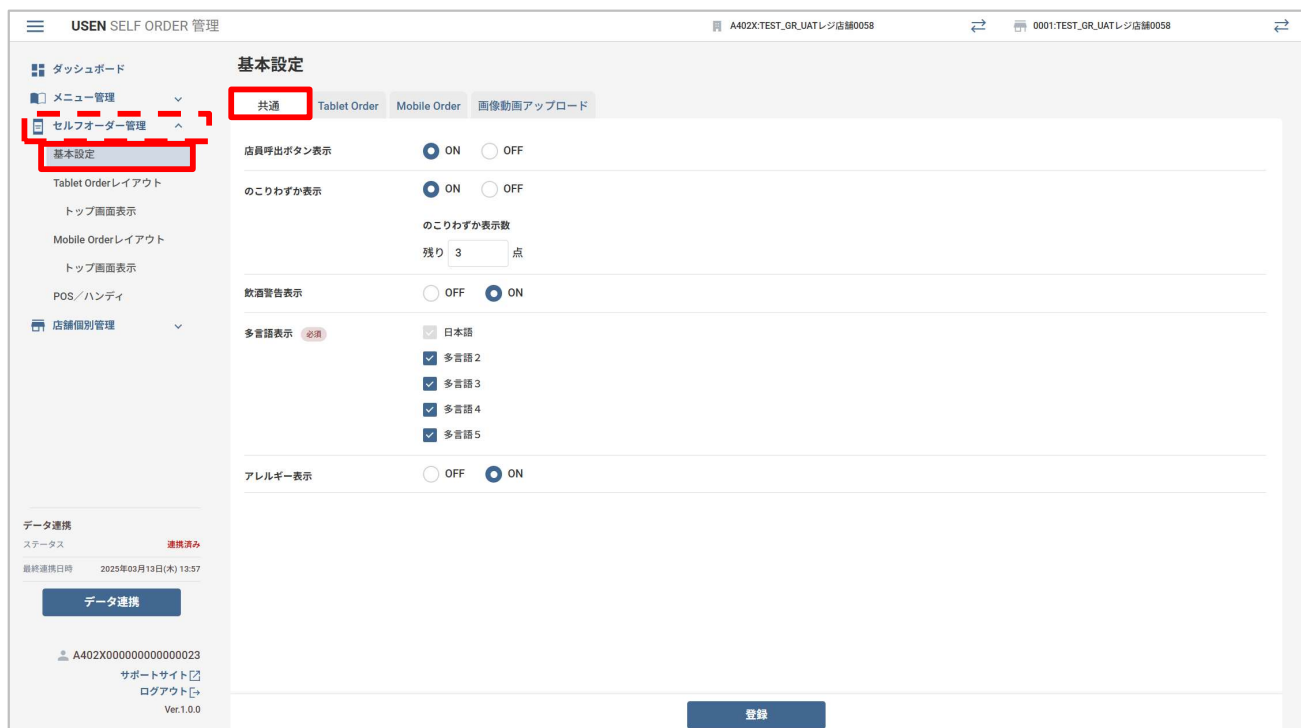 USEN SELF ORDER 管理
A402X:TEST_GR_UATレジ店舗0058
0001:TEST_GR_UATレジ店舗0058
ダッシュボード
メニュー管理
セルフオーダー管理
基本設定
Tablet Orderレイアウト
トップ画面表示
Mobile Orderレイアウト
トップ画面表示
POS／ハンディ
店舗個別管理
データ連携
ステータス 連携済み
最終連携日時 2025年03月13日(木) 13:57
データ連携
A402X000000000000023
サポートサイト
ログアウト
Ver.1.0.0
基本設定
共通 Tablet Order Mobile Order 画像動画アップロード
店員呼出ボタン表示 ON OFF
のこりわずか表示 ON OFF
のこりわずか表示数
残り 3 点
飲酒警告表示 OFF ON
多言語表示 必須 日本語
多言語2
多言語3
多言語4
多言語5
アレルギー表示 OFF ON
登録